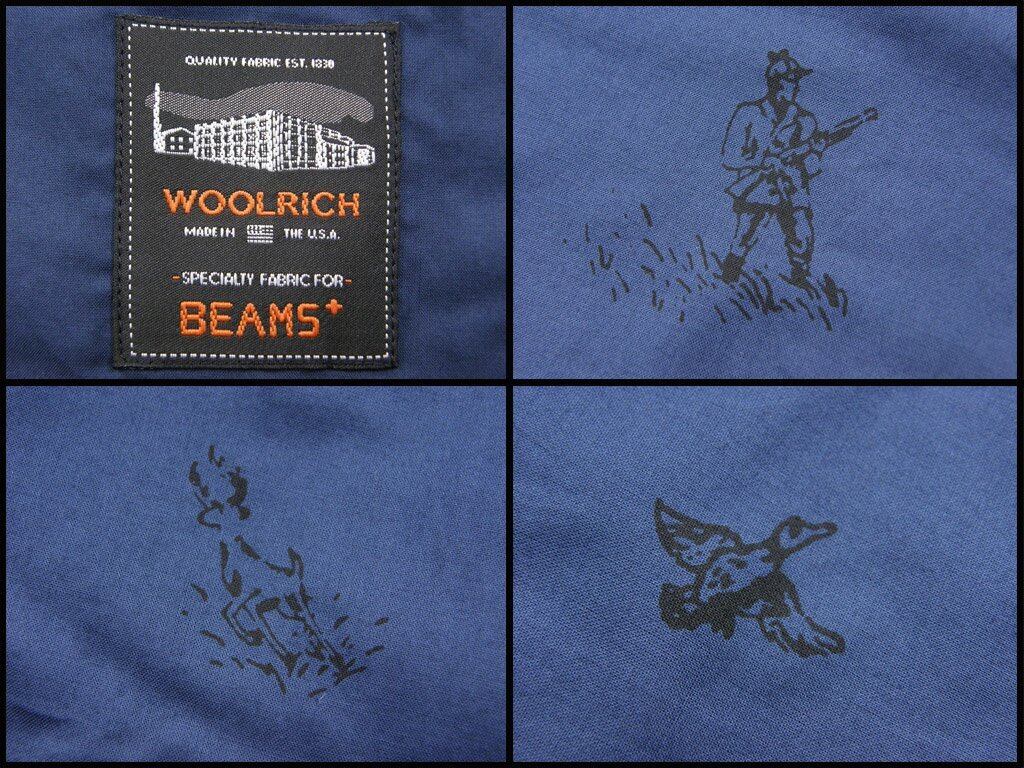 QUALITY FABRIC EST. 1830
WOOLRICH
MADE IN THE U.S.A.
-SPECIALTY FABRIC FOR-
BEAMS+